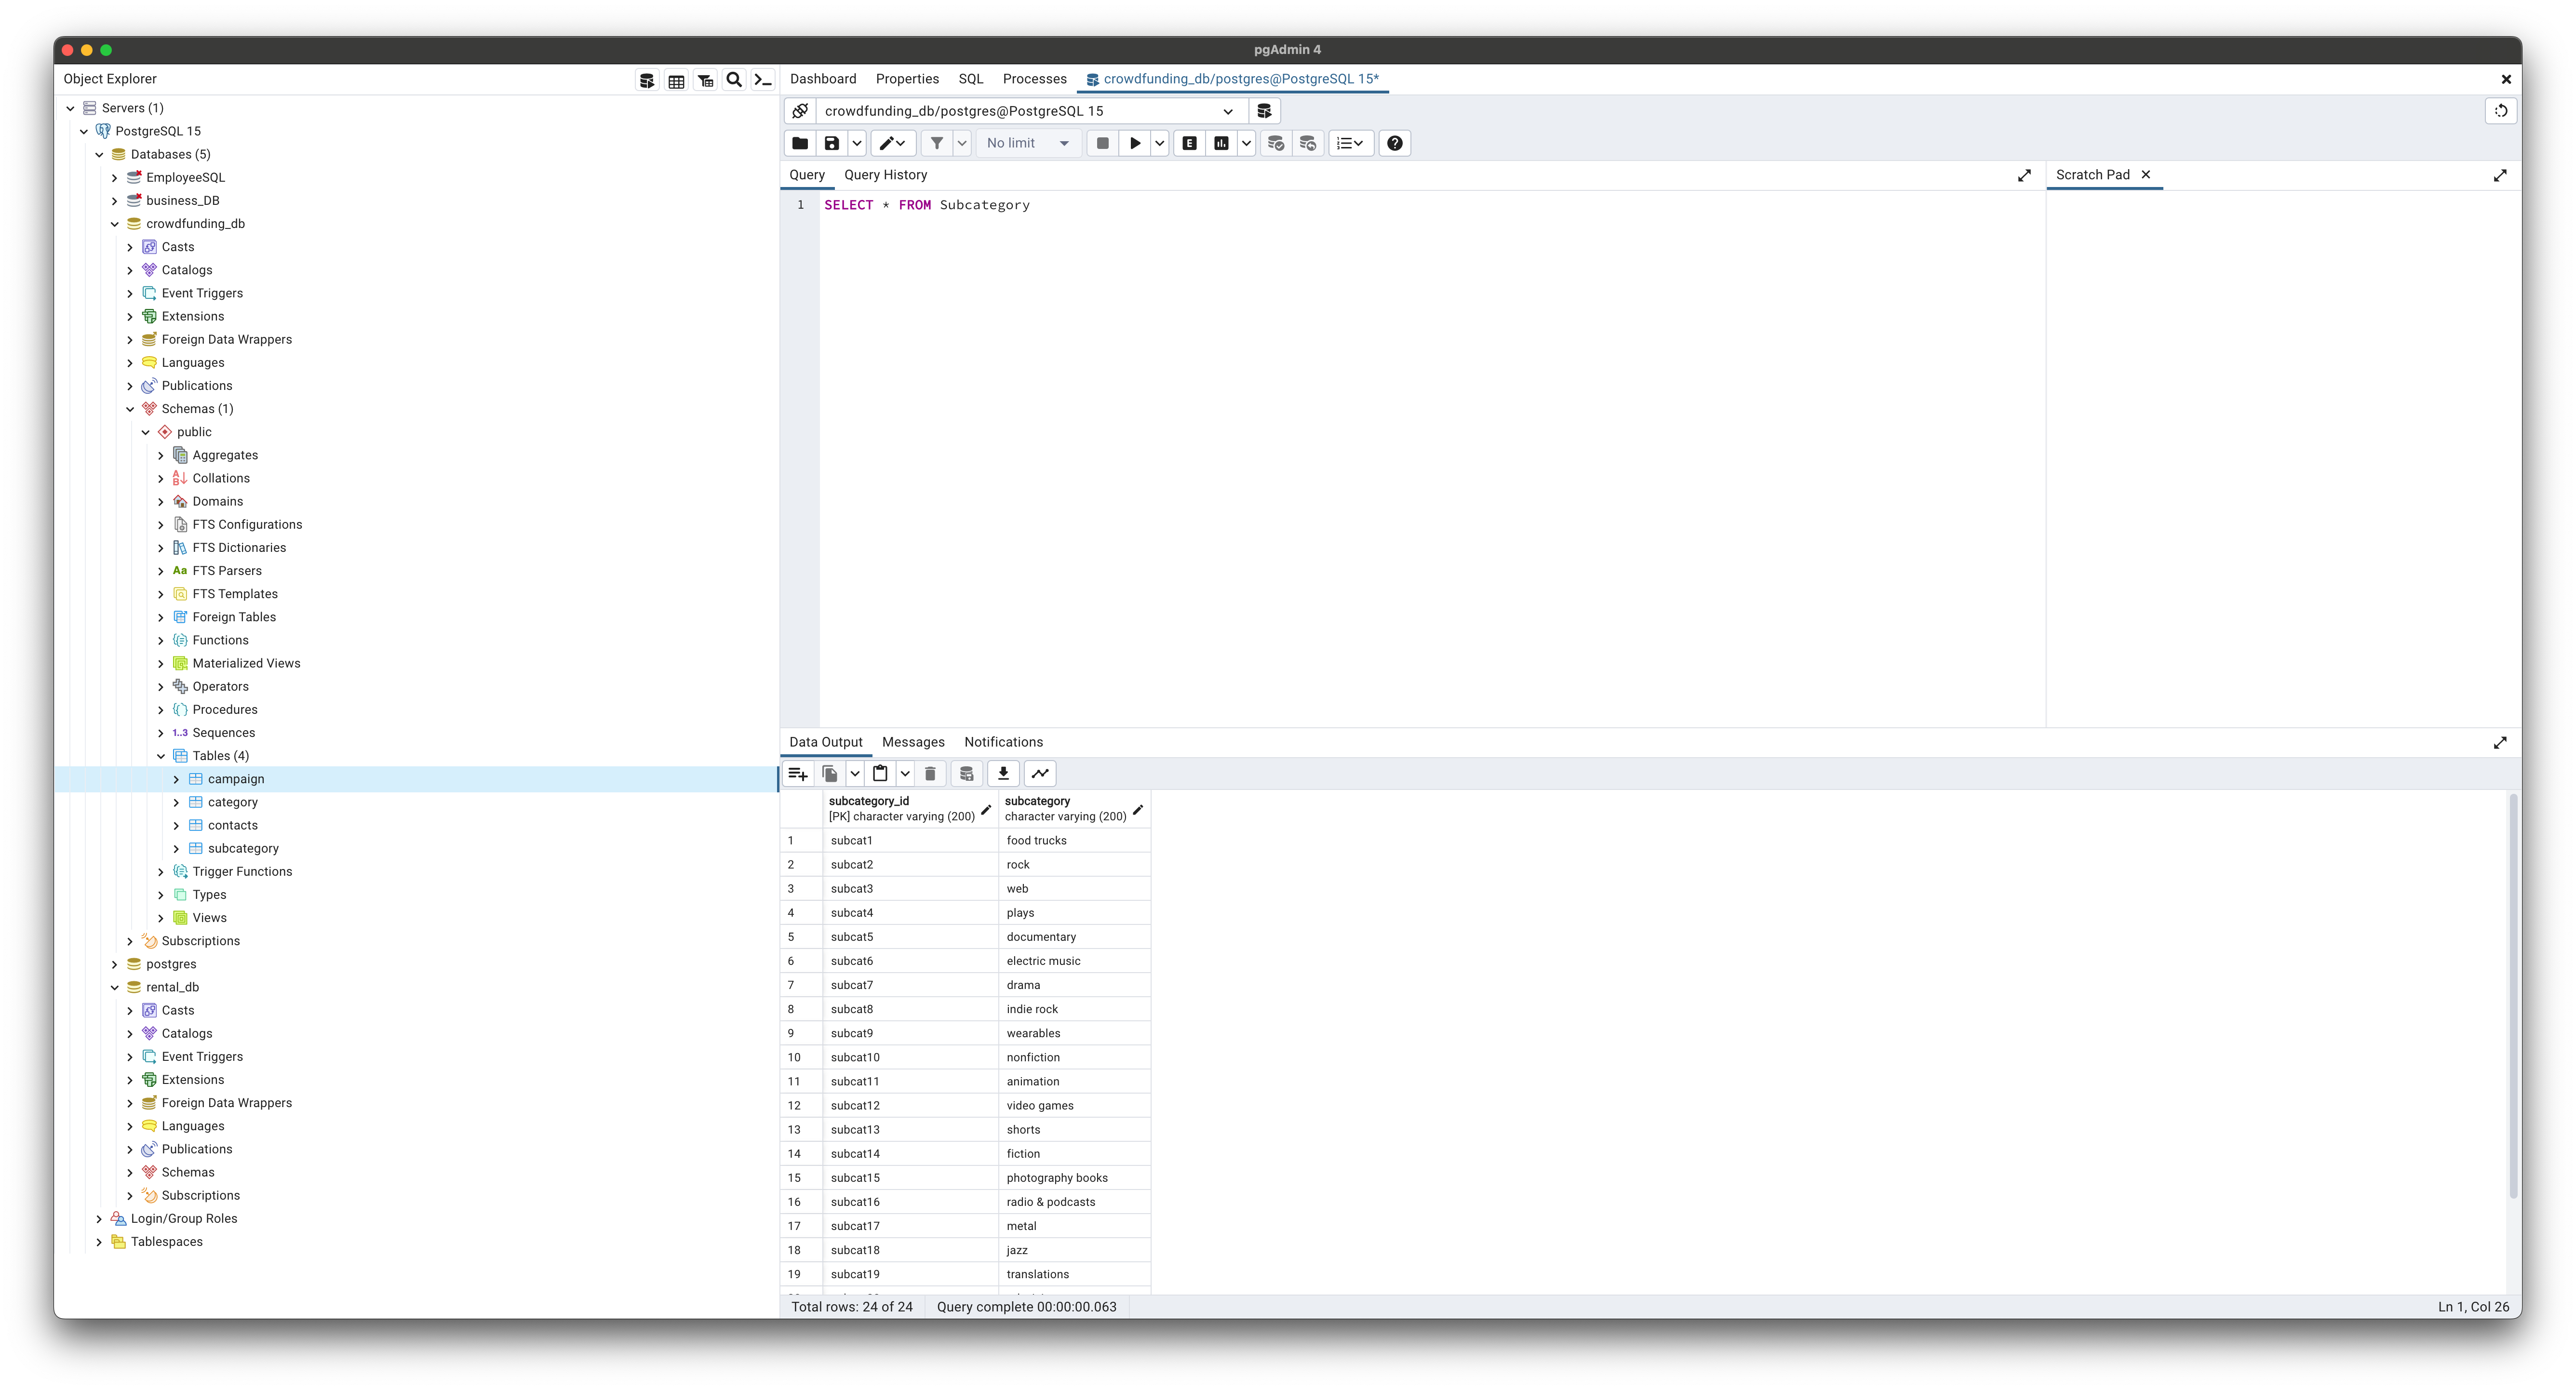 pgAdmin 4
Object Explorer
Servers (1)
PostgreSQL 15
Databases (5)
EmployeeSQL
business_DB
crowdfunding_db
Casts
Catalogs
Event Triggers
Extensions
Foreign Data Wrappers
Languages
Publications
Schemas (1)
public
Aggregates
Collations
Domains
FTS Configurations
FTS Dictionaries
Aa FTS Parsers
FTS Templates
Foreign Tables
Functions
Materialized Views
Operators
Procedures
1..3 Sequences
Tables (4)
campaign
category
contacts
subcategory
Trigger Functions
Types
Views
Subscriptions
postgres
rental_db
Casts
Catalogs
Event Triggers
Extensions
Foreign Data Wrappers
Languages
Publications
Schemas
Subscriptions
Login/Group Roles
Tablespaces
Dashboard Properties SQL Processes crowdfunding_db/postgres@PostgreSQL 15*
crowdfunding_db/postgres@PostgreSQL 15
No limit
Query Query History Scratch Pad
1 SELECT * FROM Subcategory
Data Output Messages Notifications
subcategory_id subcategory
[PK] character varying (200) character varying (200)
1 subcat1 food trucks
2 subcat2 rock
3 subcat3 web
4 subcat4 plays
5 subcat5 documentary
6 subcat6 electric music
7 subcat7 drama
8 subcat8 indie rock
9 subcat9 wearables
10 subcat10 nonfiction
11 subcat11 animation
12 subcat12 video games
13 subcat13 shorts
14 subcat14 fiction
15 subcat15 photography books
16 subcat16 radio & podcasts
17 subcat17 metal
18 subcat18 jazz
19 subcat19 translations
Total rows: 24 of 24 Query complete 00:00:00.063 Ln 1, Col 26